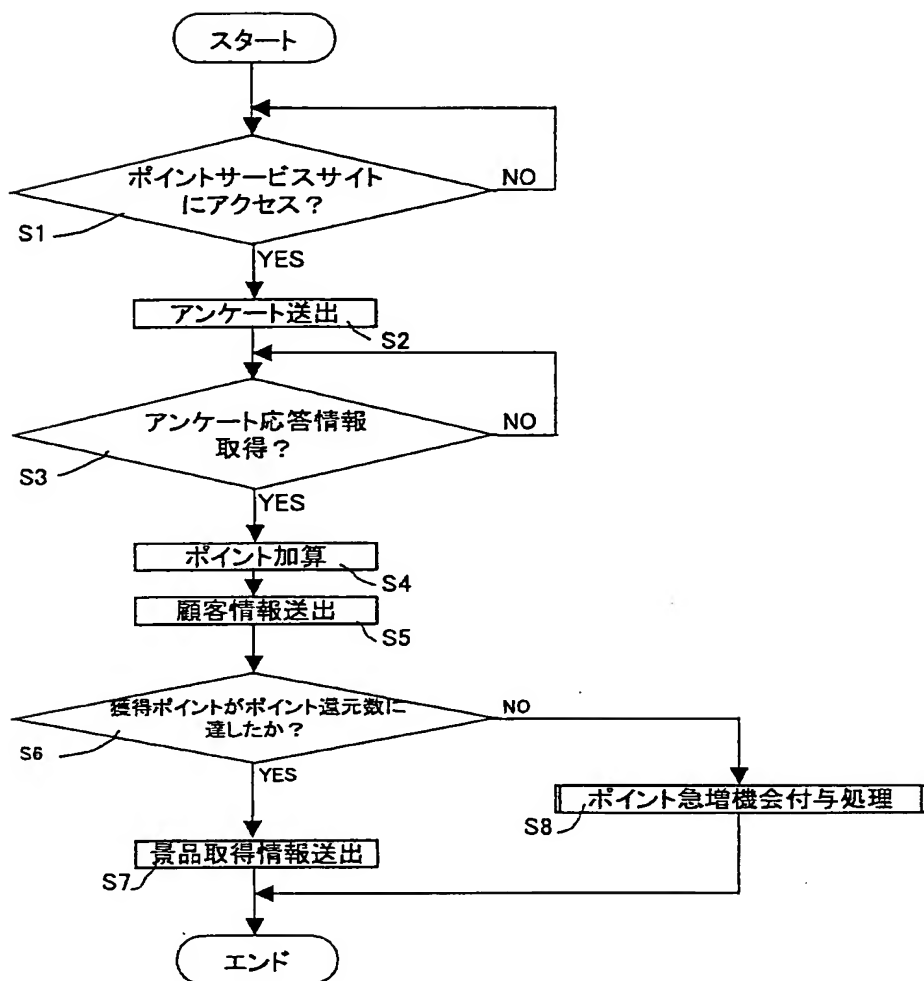 スタート
ポイントサービスサイト
にアクセス？
NO
S1
YES
アンケート送出
S2
アンケート応答情報
取得？
NO
S3
YES
ポイント加算
S4
顧客情報送出
S5
獲得ポイントがポイント還元数に
達したか？
NO
S6
YES
ポイント急増機会付与処理
S8
景品取得情報送出
S7
エンド